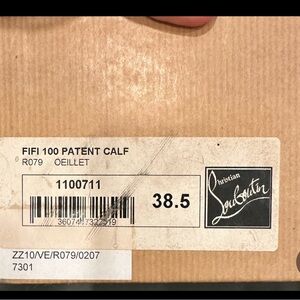 FIFI 100 PATENT CALF
R079 OEILLET
1100711
38.5
Christian
Louboutin
ZZ10/VE/R079/0207
7301